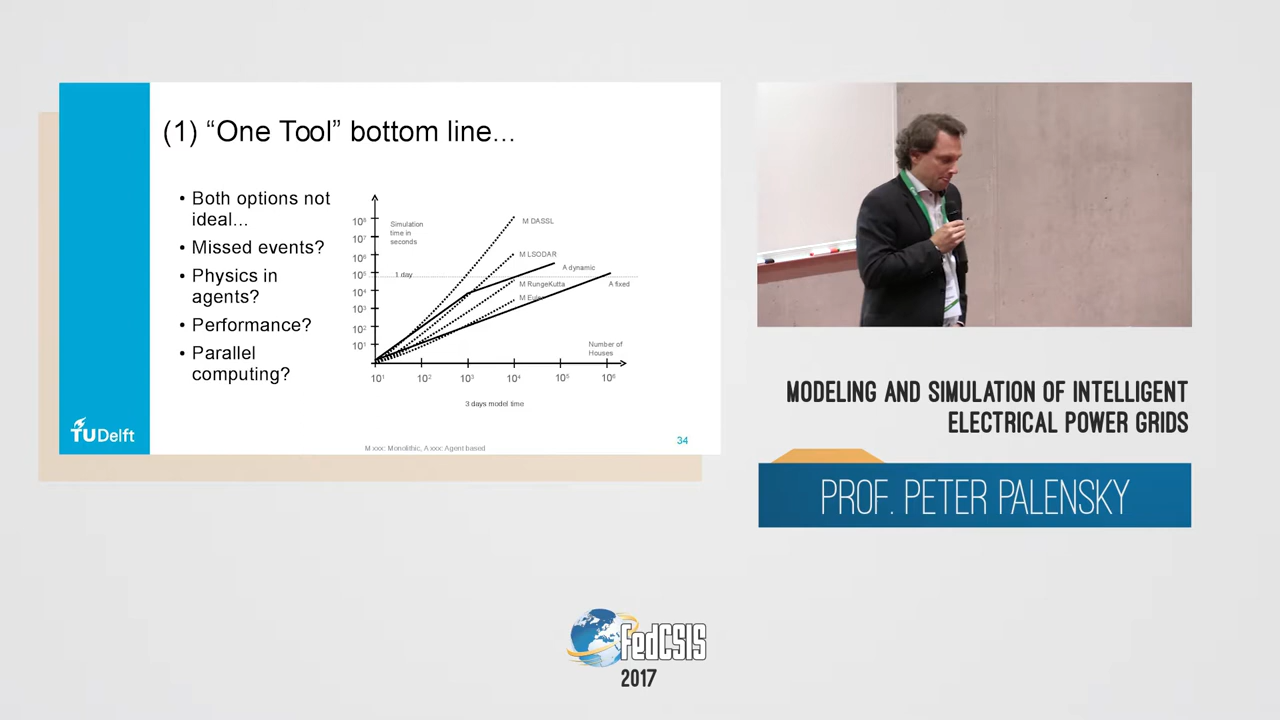 (1) “One Tool” bottom line...
• Both options not
ideal...
• Missed events?
• Physics in
agents?
• Performance?
• Parallel
computing?
Simulation
time in
seconds
10⁸
10⁷
10⁶
10⁵
10⁴
10³
10²
10¹
1 day
M DASSL
M LSODAR
A dynamic
M RungeKutta
A fixed
M Euler
Number of
Houses
10¹ 10² 10³ 10⁴ 10⁵ 10⁶
3 days model time
M xxx: Monolithic, A xxx: Agent based
34
TUDelft
MODELING AND SIMULATION OF INTELLIGENT
ELECTRICAL POWER GRIDS
PROF. PETER PALENSKY
FedCSIS
2017